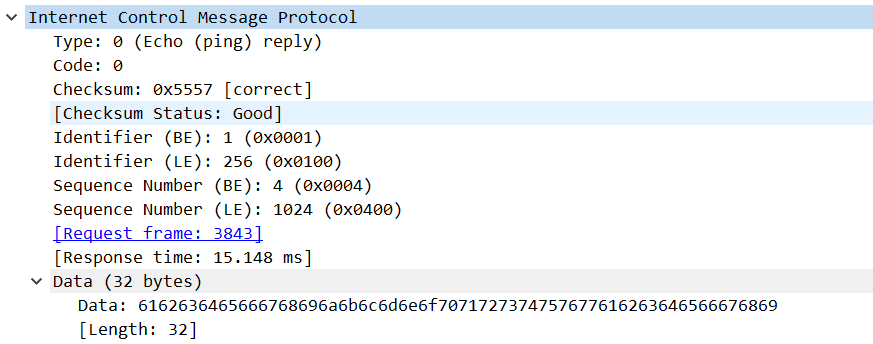 Internet Control Message Protocol
Type: 0 (Echo (ping) reply)
Code: 0
Checksum: 0x5557 [correct]
[Checksum Status: Good]
Identifier (BE): 1 (0x0001)
Identifier (LE): 256 (0x0100)
Sequence Number (BE): 4 (0x0004)
Sequence Number (LE): 1024 (0x0400)
[Request frame: 3843]
[Response time: 15.148 ms]
Data (32 bytes)
Data: 6162636465666768696a6b6c6d6e6f7071727374757677616263646566676869
[Length: 32]